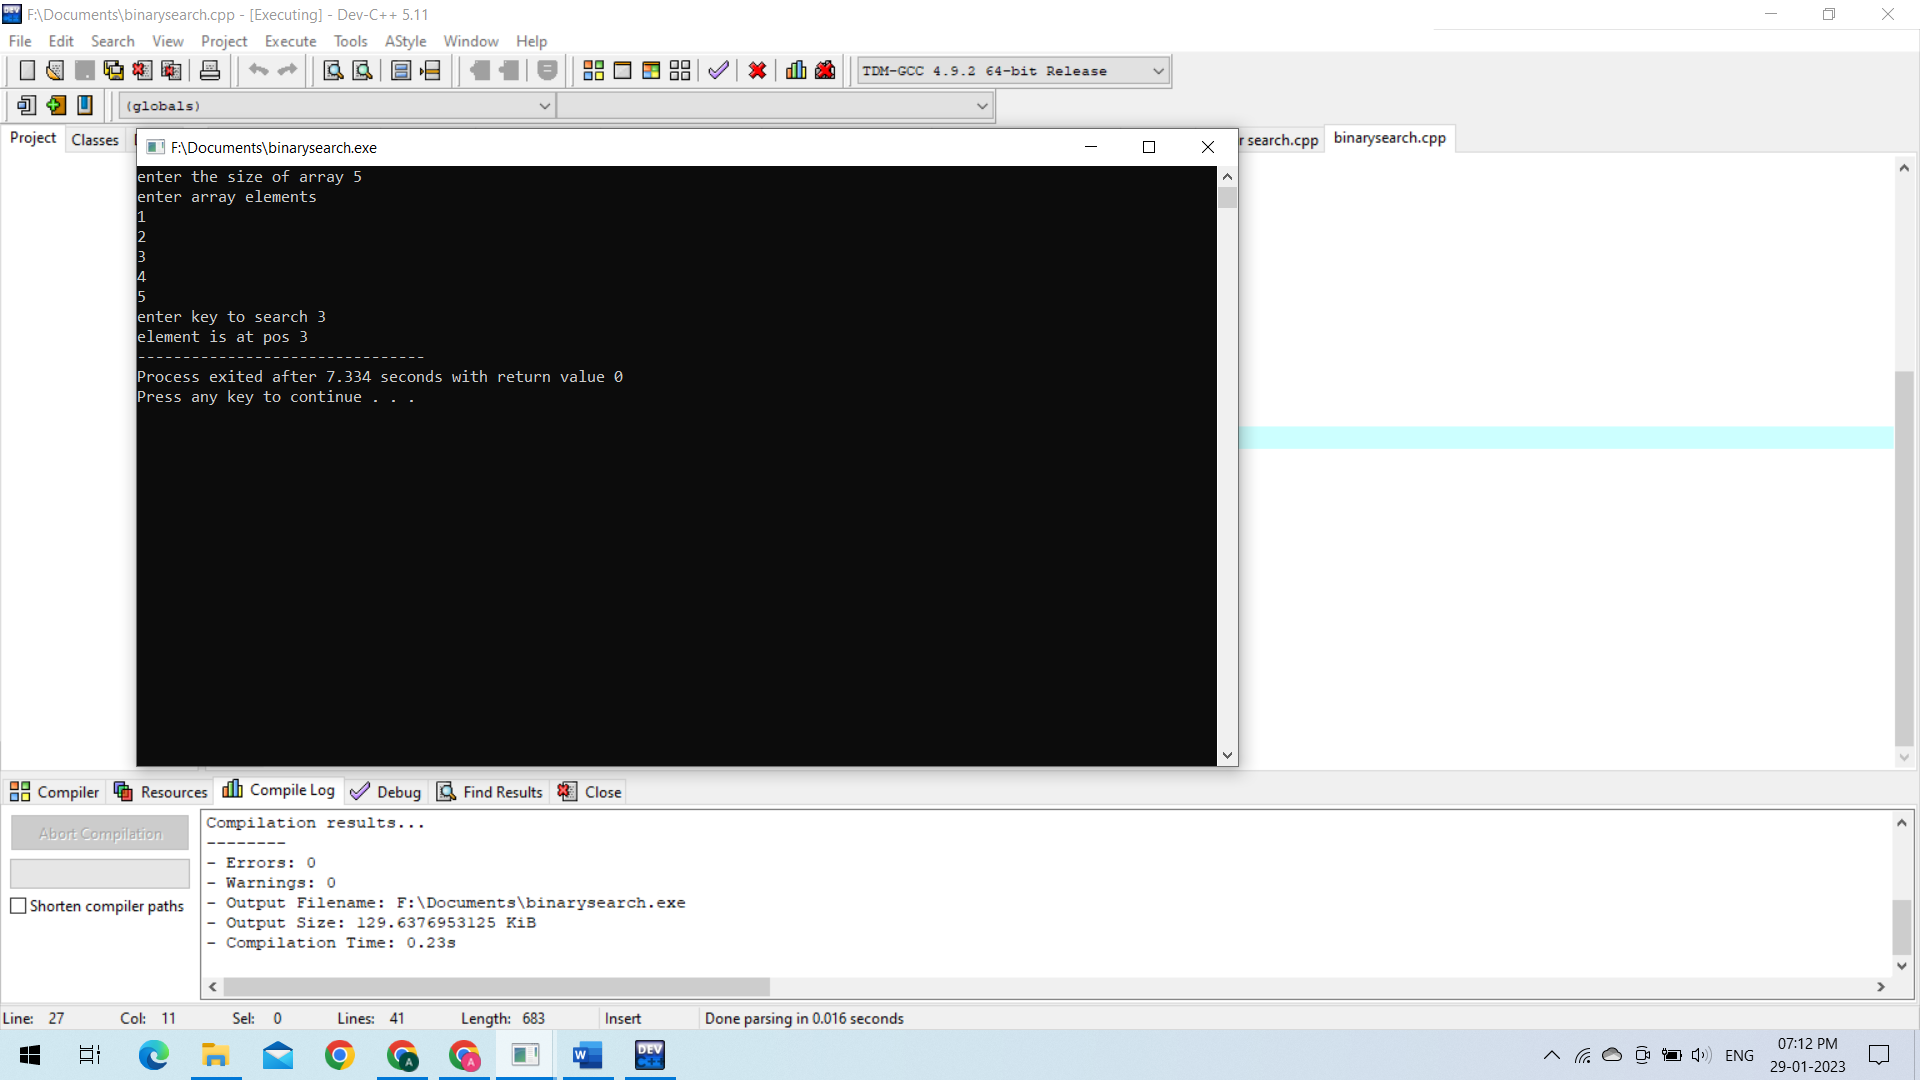 F:\Documents\binarysearch.cpp - [Executing] - Dev-C++ 5.11
File Edit Search View Project Execute Tools AStyle Window Help
TDM-GCC 4.9.2 64-bit Release
(globals)
Project Classes
r search.cpp binarysearch.cpp
F:\Documents\binarysearch.exe
enter the size of array 5
enter array elements
1
2
3
4
5
enter key to search 3
element is at pos 3
--------------------------------
Process exited after 7.334 seconds with return value 0
Press any key to continue . . .
Compiler Resources Compile Log Debug Find Results Close
Abort Compilation
Shorten compiler paths
Compilation results...
--------
- Errors: 0
- Warnings: 0
- Output Filename: F:\Documents\binarysearch.exe
- Output Size: 129.6376953125 KiB
- Compilation Time: 0.23s
Line: 27 Col: 11 Sel: 0 Lines: 41 Length: 683 Insert Done parsing in 0.016 seconds
A
A
W
DEV C++
ENG
07:12 PM
29-01-2023